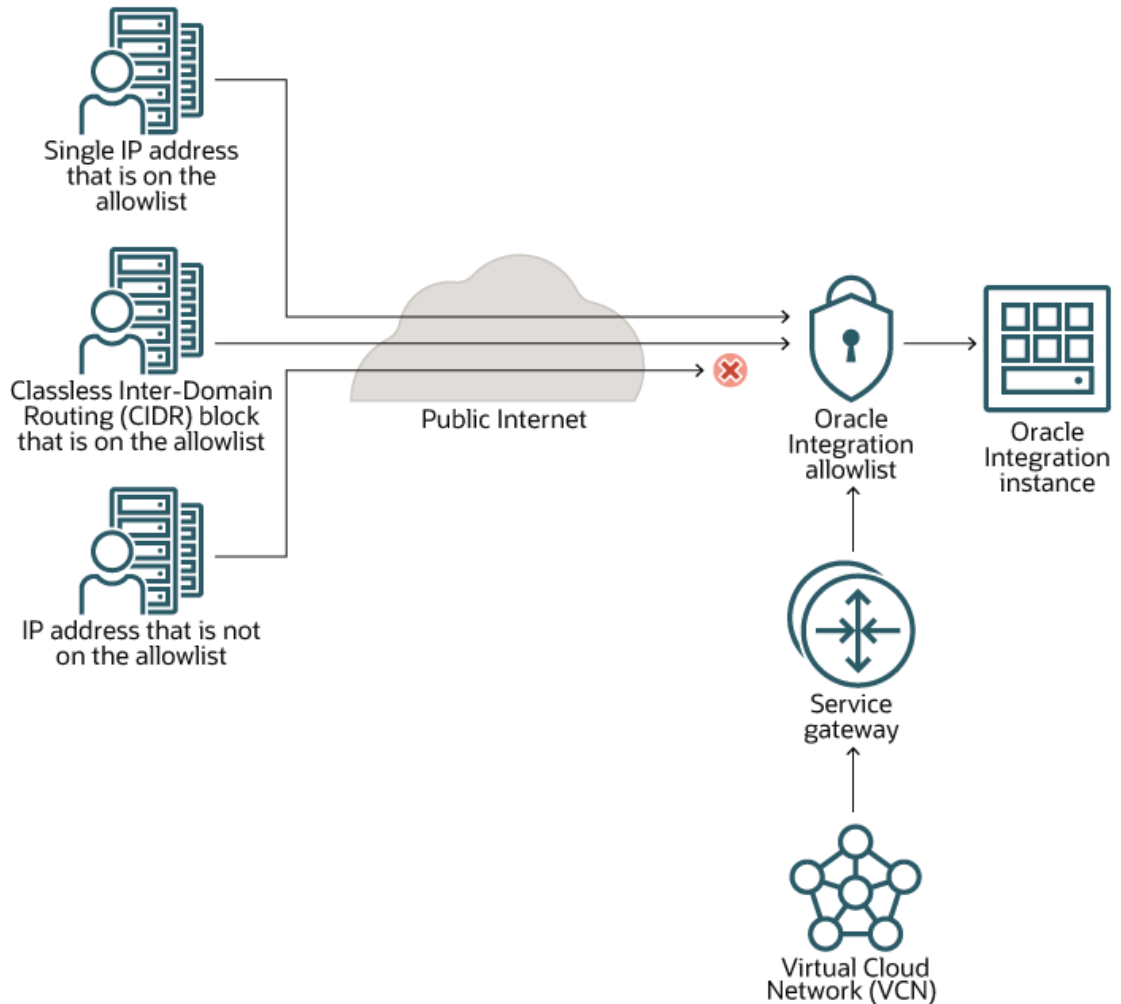 Single IP address
that is on the
allowlist
Classless Inter-Domain
Routing (CIDR) block
that is on the allowlist
IP address that is not
on the allowlist
Public Internet
Oracle
Integration
allowlist
Oracle
Integration
instance
Service
gateway
Virtual Cloud
Network (VCN)